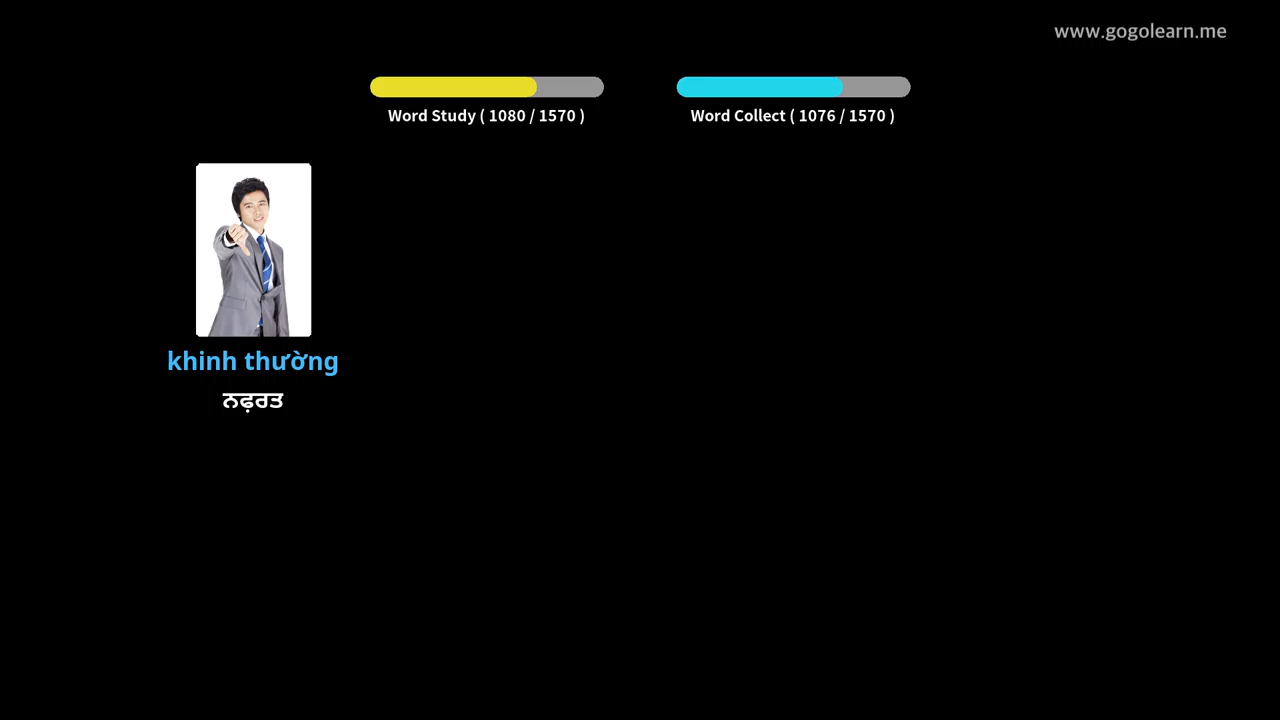 www.gogolearn.me
Word Study ( 1080 / 1570 )
Word Collect ( 1076 / 1570 )
khinh thường
ਨਫ਼ਰਤ